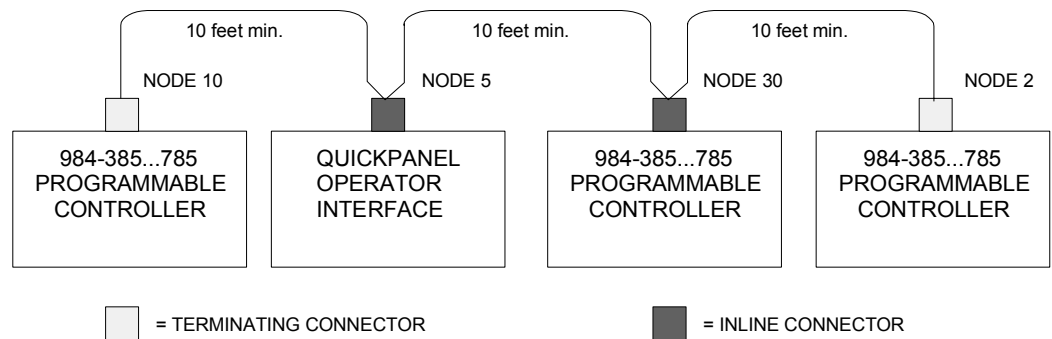 10 feet min.
10 feet min.
10 feet min.
NODE 10
NODE 5
NODE 30
NODE 2
984-385...785
PROGRAMMABLE
CONTROLLER
QUICKPANEL
OPERATOR
INTERFACE
984-385...785
PROGRAMMABLE
CONTROLLER
984-385...785
PROGRAMMABLE
CONTROLLER
= TERMINATING CONNECTOR
= INLINE CONNECTOR